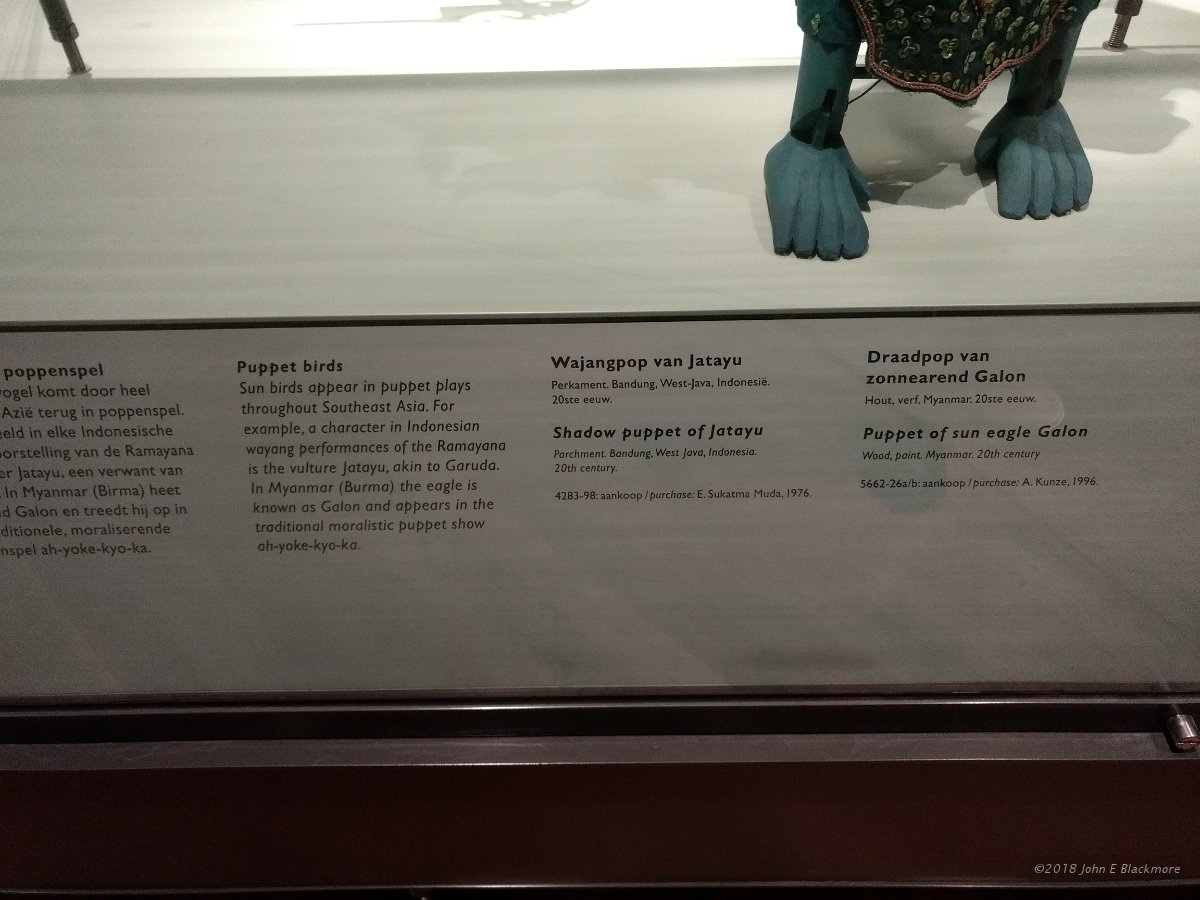 poppenspel
vogel komt door heel
Azië terug in poppenspel.
eeld in elke Indonesische
oorstelling van de Ramayana
er Jatayu, een verwant van
. In Myanmar (Birma) heet
nd Galon en treedt hij op in
ditionele, moraliserende
nspel ah-yoke-kyo-ka.
Puppet birds
Sun birds appear in puppet plays
throughout Southeast Asia. For
example, a character in Indonesian
wayang performances of the Ramayana
is the vulture Jatayu, akin to Garuda.
In Myanmar (Burma) the eagle is
known as Galon and appears in the
traditional moralistic puppet show
ah-yoke-kyo-ka.
Wajangpop van Jatayu
Perkament. Bandung, West-Java, Indonesië.
20ste eeuw.
Shadow puppet of Jatayu
Parchment. Bandung, West Java, Indonesia.
20th century.
4283-98: aankoop / purchase: E. Sukatma Muda, 1976.
Draadpop van
zonnearend Galon
Hout, verf. Myanmar. 20ste eeuw.
Puppet of sun eagle Galon
Wood, paint. Myanmar. 20th century
5662-26a/b: aankoop / purchase: A. Kunze, 1996.
©2018 John E Blackmore